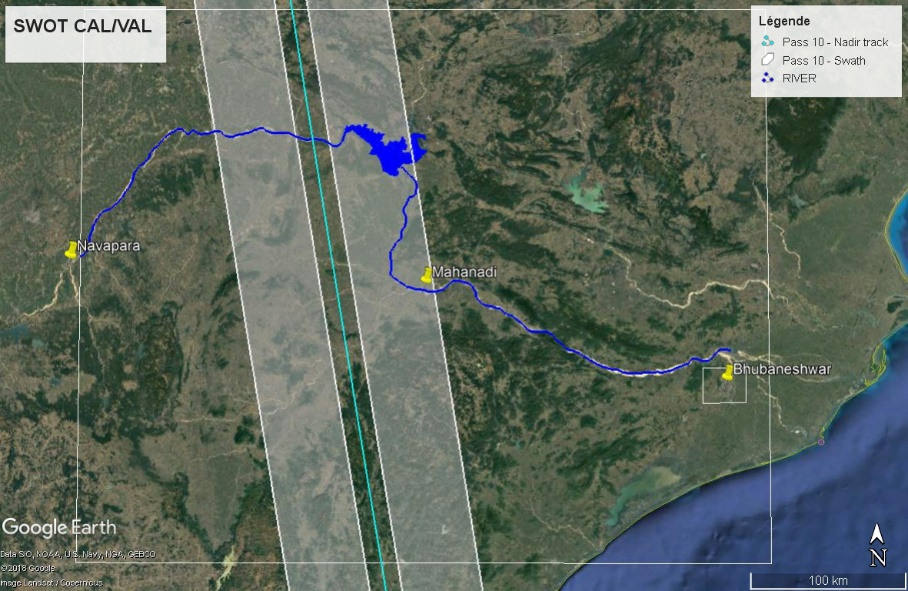 SWOT CAL/VAL
Légende
Pass 10 - Nadir track
Pass 10 - Swath
RIVER
Navapara
Mahanadi
Bhubaneshwar
Google Earth
Data SIO, NOAA, U.S. Navy, NGA, GEBCO
©2018 Google
Image Landsat / Copernicus
N
100 km